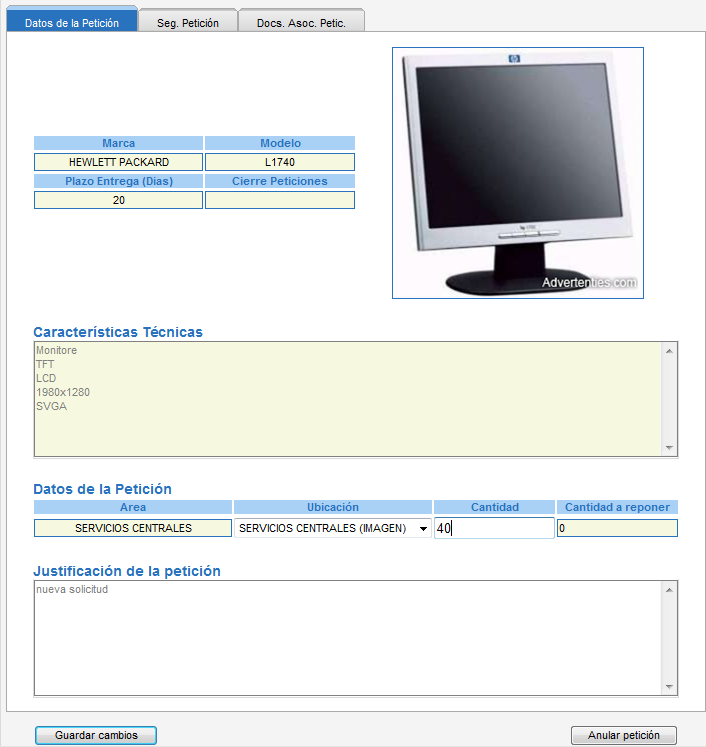 Datos de la Petición
Seg. Petición
Docs. Asoc. Petic.
hp
Marca
Modelo
HEWLETT PACKARD
L1740
Plazo Entrega (Dias)
Cierre Peticiones
20
Advertenties.com
Características Técnicas
Monitore
TFT
LCD
1980x1280
SVGA
Datos de la Petición
Area
Ubicación
Cantidad
Cantidad a reponer
SERVICIOS CENTRALES
SERVICIOS CENTRALES (IMAGEN)
40
0
Justificación de la petición
nueva solicitud
Guardar cambios
Anular petición